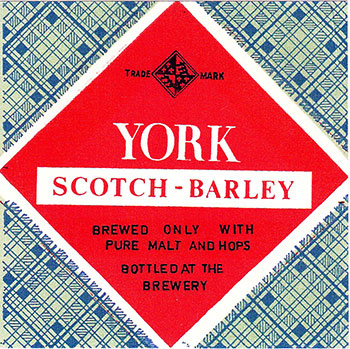 TRADE MARK
YORK
SCOTCH-BARLEY
BREWED ONLY WITH
PURE MALT AND HOPS
BOTTLED AT THE
BREWERY